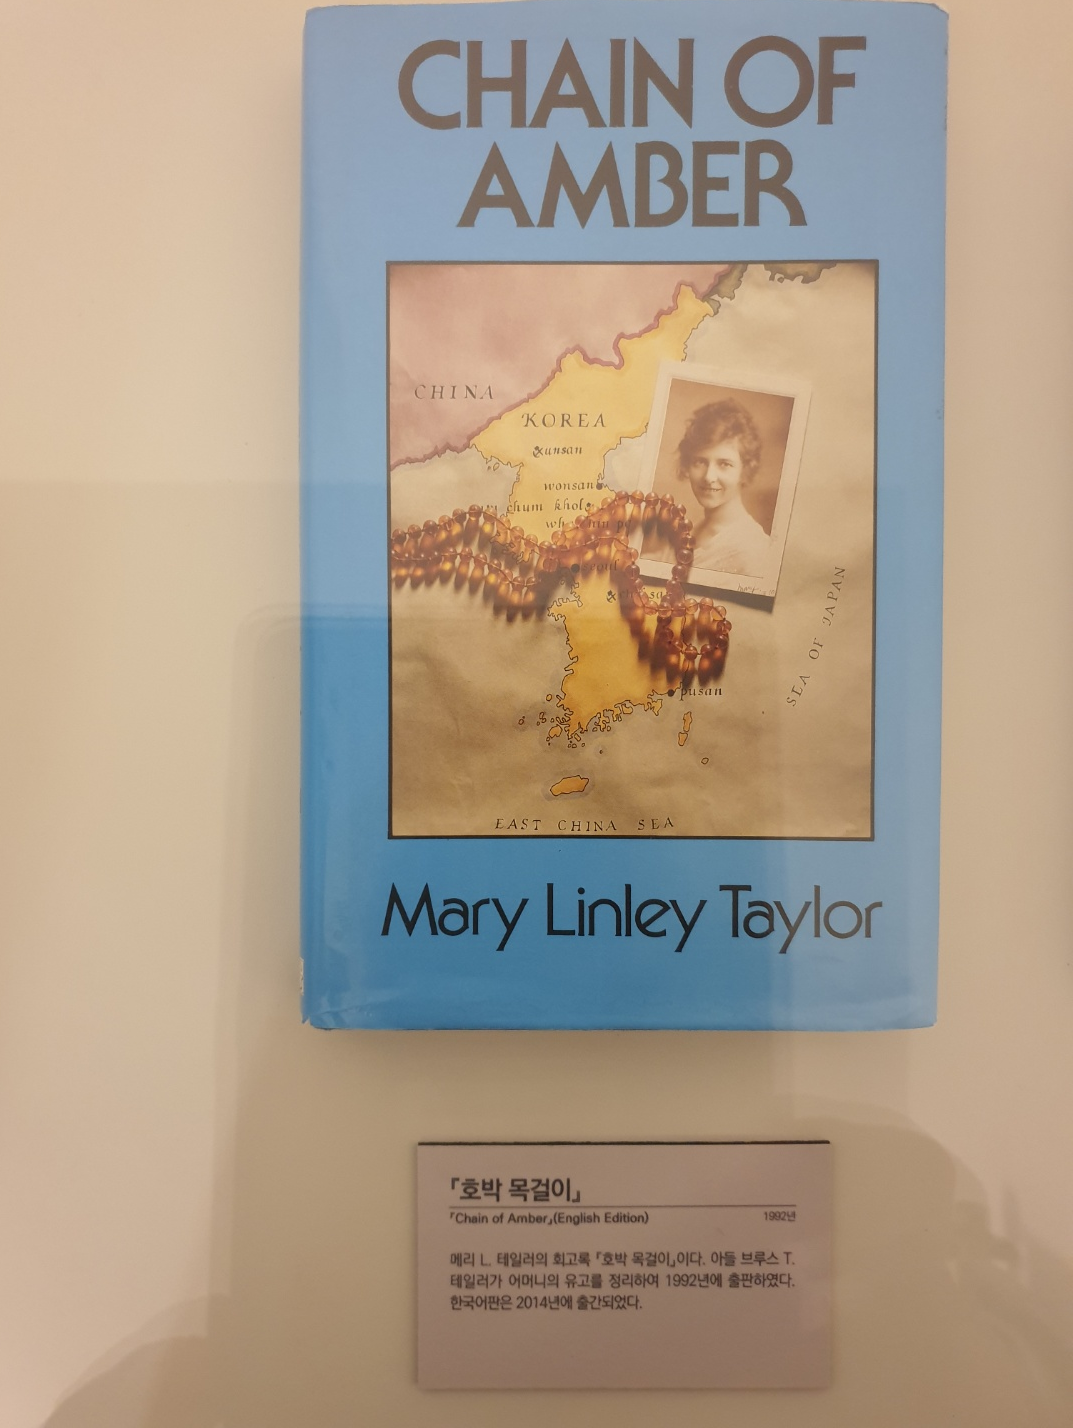 CHAIN OF
AMBER
CHINA
KOREA
kunsan
wonsan
chum khol
SEA OF JAPAN
pusan
EAST CHINA SEA
Mary Linley Taylor
『호박 목걸이』
『Chain of Amber』(English Edition) 1992년
메리 L. 테일러의 회고록 『호박 목걸이』이다. 아들 브루스 T.
테일러가 어머니의 유고를 정리하여 1992년에 출판하였다.
한국어판은 2014년에 출간되었다.